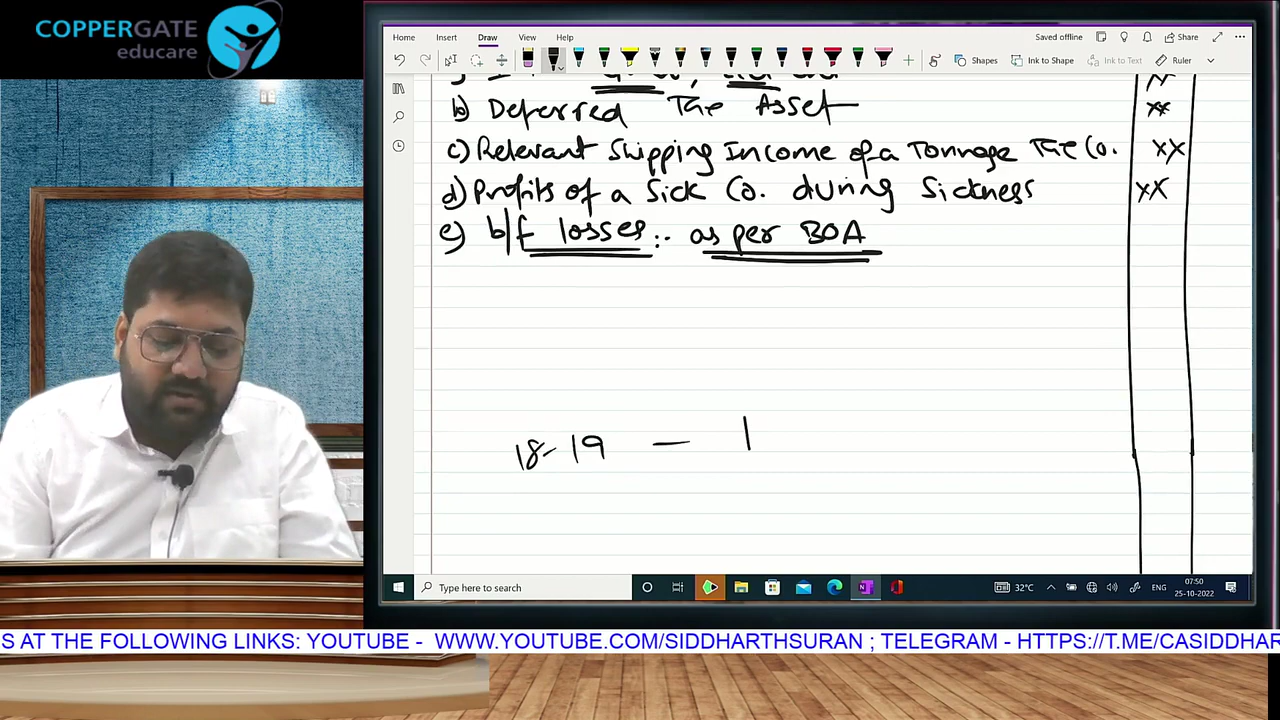 COPPERGATE
educare
Home Insert Draw View Help
Saved offline
Share
Shapes Ink to Shape Ink to Text Ruler
xx
b) Deferred Tax Asset xx
c) Relevant Shipping Income of a Tonnage Tax Co. xx
d) Profits of a Sick Co. during Sickness xx
e) b/f losses:- as per BOA
18-19 — 1
Type here to search
32°C
ENG
07:50
25-10-2022
S AT THE FOLLOWING LINKS: YOUTUBE - WWW.YOUTUBE.COM/SIDDHARTHSURAN ; TELEGRAM - HTTPS://T.ME/CASIDDHAR